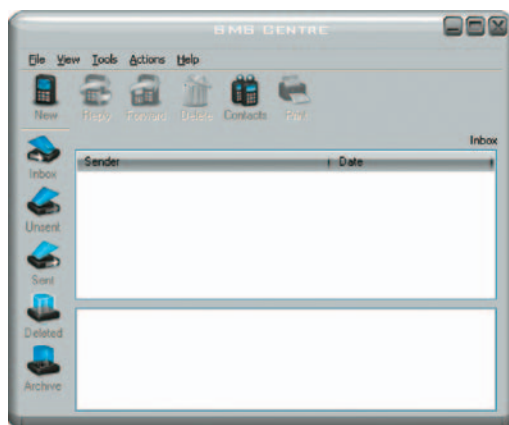 SMS CENTRE
File View Tools Actions Help
New Reply Forward Delete Contacts Print
Inbox
Sender Date
Inbox
Unsent
Sent
Deleted
Archive